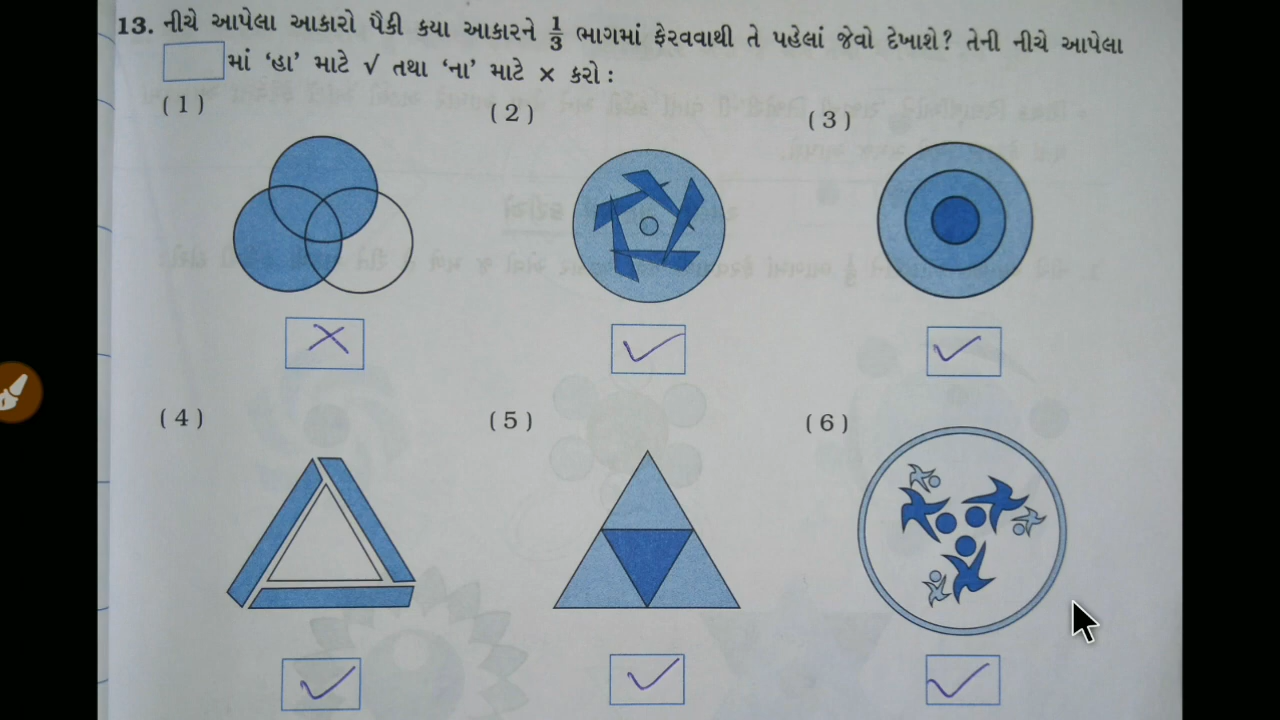 13. નીચે આપેલા આકારો પૈકી કયા આકારને 1/3 ભાગમાં ફેરવવાથી તે પહેલાં જેવો દેખાશે? તેની નીચે આપેલા
માં ‘હા’ માટે √ તથા ‘ના’ માટે × કરો :
(1) (2) (3)
× ✓ ✓
(4) (5) (6)
✓ ✓ ✓